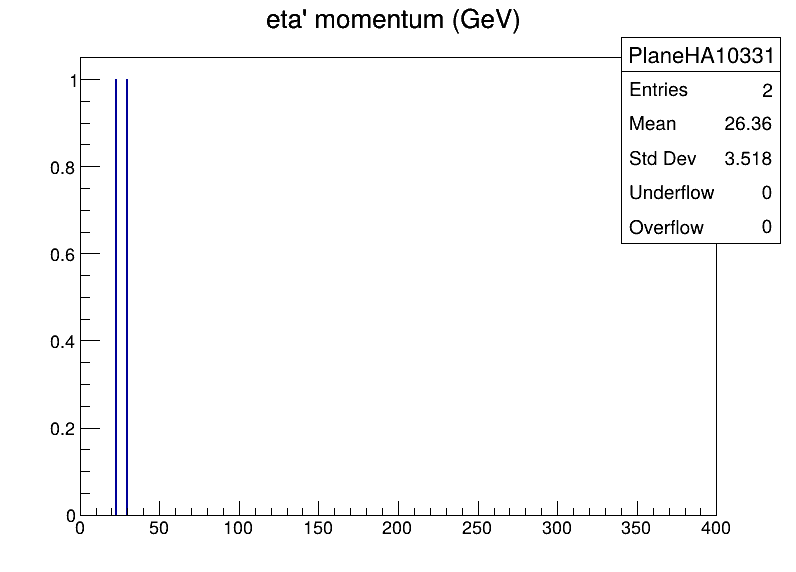 eta' momentum (GeV)
PlaneHA10331
Entries 2
Mean 26.36
Std Dev 3.518
Underflow 0
Overflow 0
1
0.8
0.6
0.4
0.2
0
0 50 100 150 200 250 300 350 400